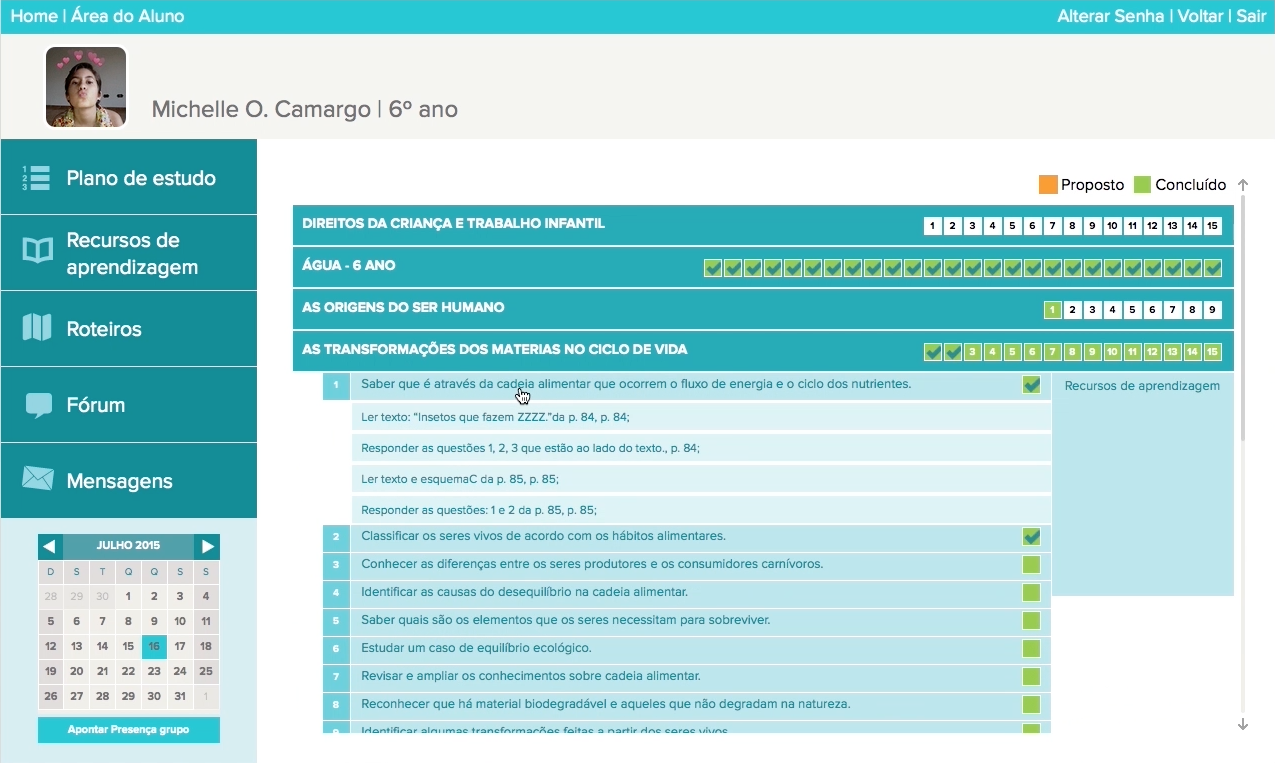 Home | Área do Aluno
Alterar Senha | Voltar | Sair
Michelle O. Camargo | 6º ano
1
2
3
Plano de estudo
Recursos de
aprendizagem
Roteiros
Fórum
Mensagens
JULHO 2015
D S T Q Q S S
28 29 30 1 2 3 4
5 6 7 8 9 10 11
12 13 14 15 16 17 18
19 20 21 22 23 24 25
26 27 28 29 30 31 1
Apontar Presença grupo
Proposto Concluído
DIREITOS DA CRIANÇA E TRABALHO INFANTIL 1 2 3 4 5 6 7 8 9 10 11 12 13 14 15
ÁGUA - 6 ANO
AS ORIGENS DO SER HUMANO 1 2 3 4 5 6 7 8 9
AS TRANSFORMAÇÕES DOS MATERIAS NO CICLO DE VIDA 3 4 5 6 7 8 9 10 11 12 13 14 15
1 Saber que é através da cadeia alimentar que ocorrem o fluxo de energia e o ciclo dos nutrientes.
Recursos de aprendizagem
Ler texto: “Insetos que fazem ZZZZ.”da p. 84, p. 84;
Responder as questões 1, 2, 3 que estão ao lado do texto., p. 84;
Ler texto e esquemaC da p. 85, p. 85;
Responder as questões: 1 e 2 da p. 85, p. 85;
2 Classificar os seres vivos de acordo com os hábitos alimentares.
3 Conhecer as diferenças entre os seres produtores e os consumidores carnívoros.
4 Identificar as causas do desequilíbrio na cadeia alimentar.
5 Saber quais são os elementos que os seres necessitam para sobreviver.
6 Estudar um caso de equilíbrio ecológico.
7 Revisar e ampliar os conhecimentos sobre cadeia alimentar.
8 Reconhecer que há material biodegradável e aqueles que não degradam na natureza.
9 Identificar algumas transformações feitas a partir dos seres vivos